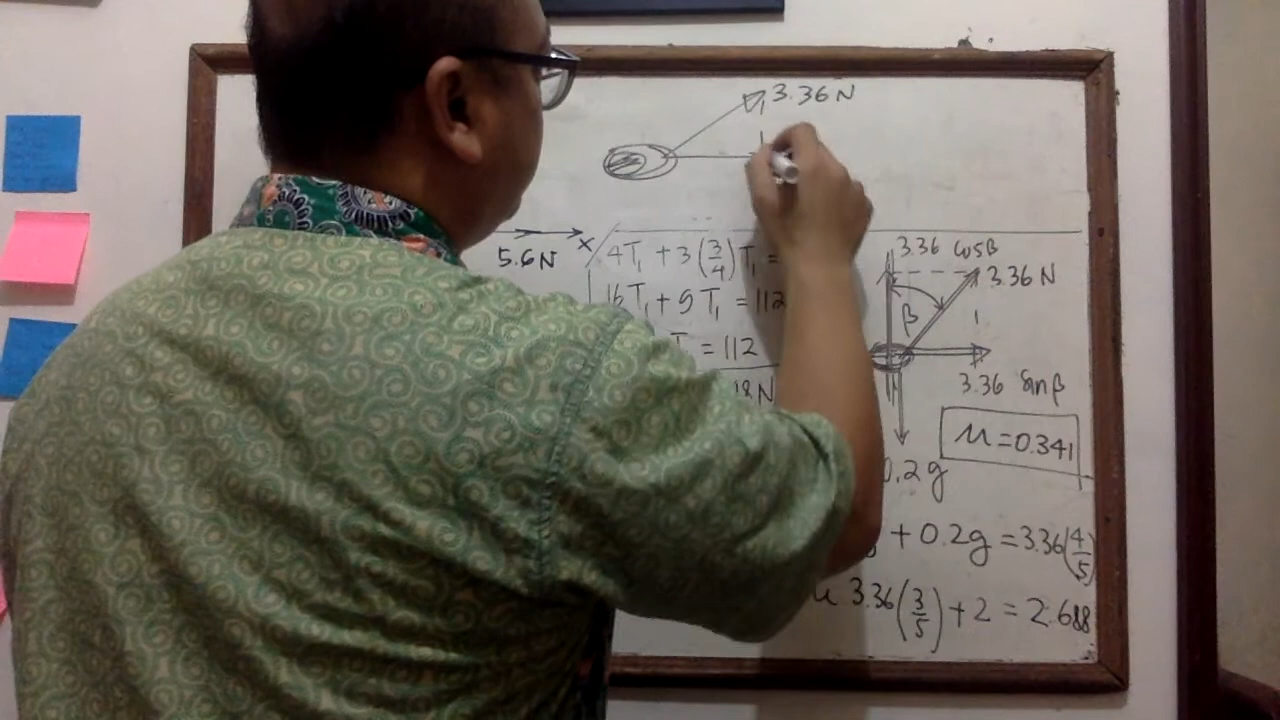 3.36 N
5.6N
x
4T₁ + 3(3/4)T₁ =
16T₁ + 9T₁ = 112
T₁ = 112
18N
3.36 cosβ
3.36 N
β
3.36 sinβ
μ = 0.341
0.2g
+ 0.2g = 3.36(4/5)
3.36(3/5) + 2 = 2.688